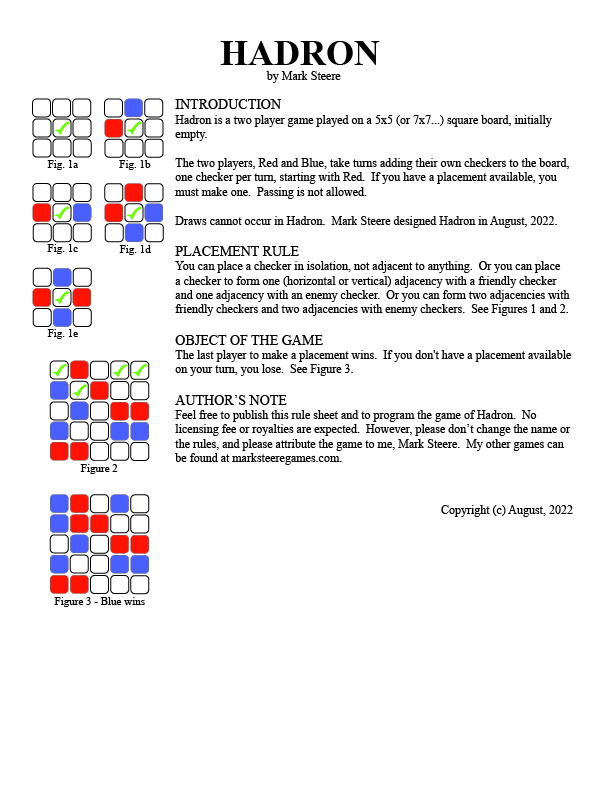 HADRON
by Mark Steere
Fig. 1a
Fig. 1b
Fig. 1c
Fig. 1d
Fig. 1e
Figure 2
Figure 3 - Blue wins
INTRODUCTION
Hadron is a two player game played on a 5x5 (or 7x7...) square board, initially
empty.
The two players, Red and Blue, take turns adding their own checkers to the board,
one checker per turn, starting with Red.  If you have a placement available, you
must make one.  Passing is not allowed.
Draws cannot occur in Hadron.  Mark Steere designed Hadron in August, 2022.
PLACEMENT RULE
You can place a checker in isolation, not adjacent to anything.  Or you can place
a checker to form one (horizontal or vertical) adjacency with a friendly checker
and one adjacency with an enemy checker.  Or you can form two adjacencies with
friendly checkers and two adjacencies with enemy checkers.  See Figures 1 and 2.
OBJECT OF THE GAME
The last player to make a placement wins.  If you don't have a placement available
on your turn, you lose.  See Figure 3.
AUTHOR'S NOTE
Feel free to publish this rule sheet and to program the game of Hadron.  No
licensing fee or royalties are expected.  However, please don't change the name or
the rules, and please attribute the game to me, Mark Steere.  My other games can
be found at marksteeregames.com.
Copyright (c) August, 2022